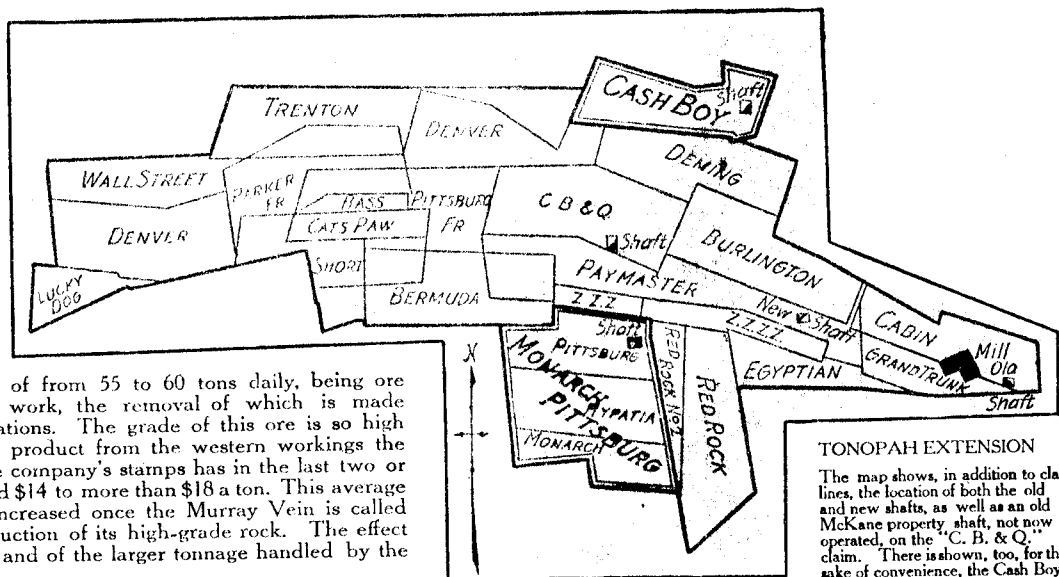 CASH BOY
Shaft
TRENTON
DENVER
DEMING
WALL STREET
PARKER
FR
HASS
PITTSBURG
FR
C B & Q
CATS PAW
Shaft
BURLINGTON
DENVER
SHORT
PAYMASTER
LUCKY
DOG
BERMUDA
Z.Z.Z
New Shaft
CABIN
Z.Z.Z.Z.
Shaft
PITTSBURG
RED ROCK No 2
RED ROCK
EGYPTIAN
GRAND TRUNK
Mill
Ola
Shaft
N
MONARCH
PITTSBURG
HYPATIA
MONARCH
of from 55 to 60 tons daily, being ore
work, the removal of which is made
ations. The grade of this ore is so high
product from the western workings the
e company's stamps has in the last two or
d $14 to more than $18 a ton. This average
ncreased once the Murray Vein is called
uction of its high-grade rock. The effect
and of the larger tonnage handled by the
TONOPAH EXTENSION
The map shows, in addition to cla
lines, the location of both the old
and new shafts, as well as an old
McKane property shaft, not now
operated, on the "C. B. & Q."
claim. There is shown, too, for th
sake of convenience, the Cash Boy